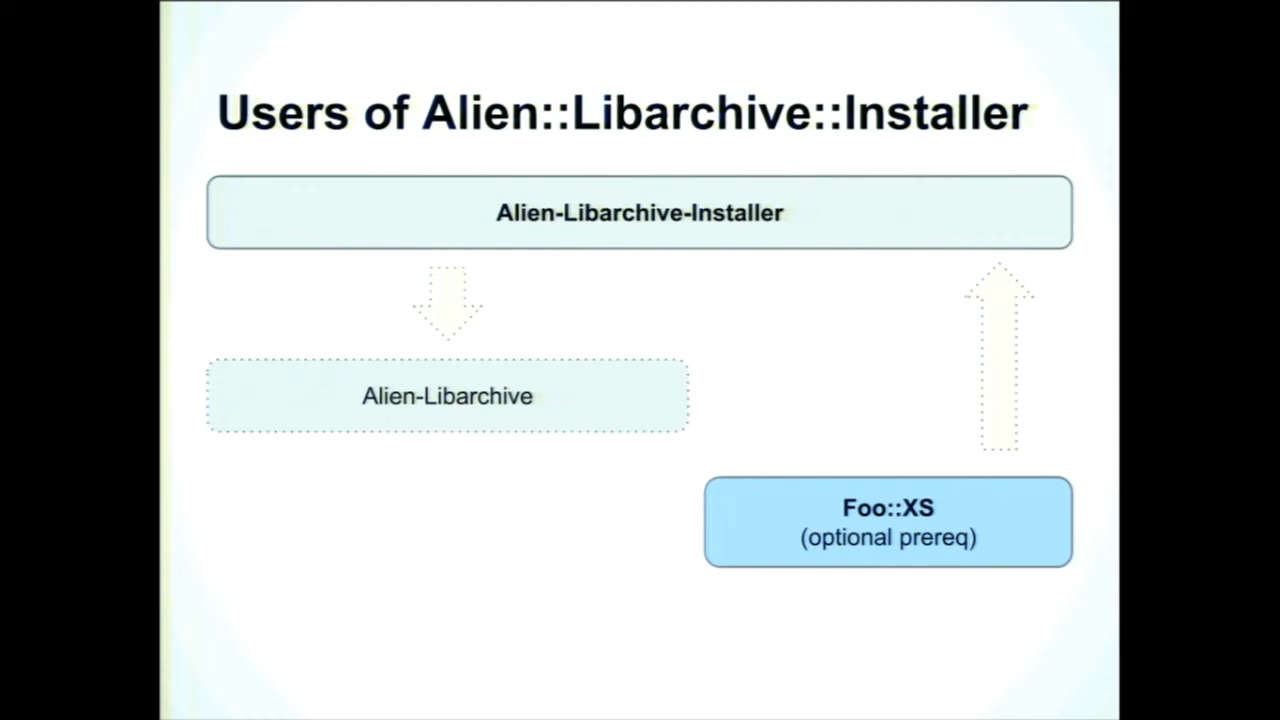 Users of Alien::Libarchive::Installer
Alien-Libarchive-Installer
Alien-Libarchive
Foo::XS
(optional prereq)